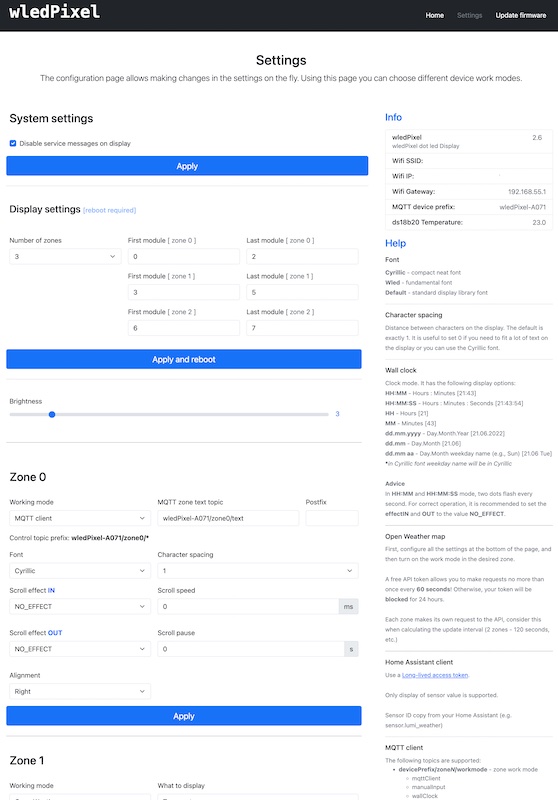 wledPixel
Home Settings Update firmware
Settings
The configuration page allows making changes in the settings on the fly. Using this page you can choose different device work modes.
System settings
Disable service messages on display
Apply
Display settings [reboot required]
Number of zones First module [ zone 0 ] Last module [ zone 0 ]
3 0 2
First module [ zone 1 ] Last module [ zone 1 ]
3 5
First module [ zone 2 ] Last module [ zone 2 ]
6 7
Apply and reboot
Brightness
3
Zone 0
Working mode MQTT zone text topic Postfix
MQTT client wledPixel-A071/zone0/text
Control topic prefix: wledPixel-A071/zone0/*
Font Character spacing
Cyrillic 1
Scroll effect IN Scroll speed
NO_EFFECT 0 ms
Scroll effect OUT Scroll pause
NO_EFFECT 0 s
Alignment
Right
Apply
Zone 1
Working mode What to display
Info
wledPixel 2.6
wledPixel dot led Display
Wifi SSID:
Wifi IP:
Wifi Gateway: 192.168.55.1
MQTT device prefix: wledPixel-A071
ds18b20 Temperature: 23.0
Help
Font
Cyrillic - compact neat font
Wled - fundamental font
Default - standard display library font
Character spacing
Distance between characters on the display. The default is
exactly 1. It is useful to set 0 if you need to fit a lot of text on
the display or you can use the Cyrillic font.
Wall clock
Clock mode. It has the following display options:
HH:MM - Hours : Minutes [21:43]
HH:MM:SS - Hours : Minutes : Seconds [21:43:54]
HH - Hours [21]
MM - Minutes [43]
dd.mm.yyyy - Day.Month.Year [21.06.2022]
dd.mm - Day.Month [21.06]
dd.mm aa - Day.Month weekday name (e.g., Sun) [21.06 Tue]
*in Cyrillic font weekday name will be in Cyrillic
Advice
In HH:MM and HH:MM:SS mode, two dots flash every
second. For correct operation, it is recommended to set the
effectIN and OUT to the value NO_EFFECT.
Open Weather map
First, configure all the settings at the bottom of the page, and
then turn on the work mode in the desired zone.
A free API token allows you to make requests no more than
once every 60 seconds! Otherwise, your token will be
blocked for 24 hours.
Each zone makes its own request to the API, consider this
when calculating the update interval (2 zones - 120 seconds,
etc.)
Home Assistant client
Use a Long-lived access token.
Only display of sensor value is supported.
Sensor ID copy from your Home Assistant (e.g.
sensor.lumi_weather)
MQTT client
The following topics are supported:
• devicePrefix/zoneN/workmode - zone work mode
○ mqttClient
○ manualInput
○ wallClock